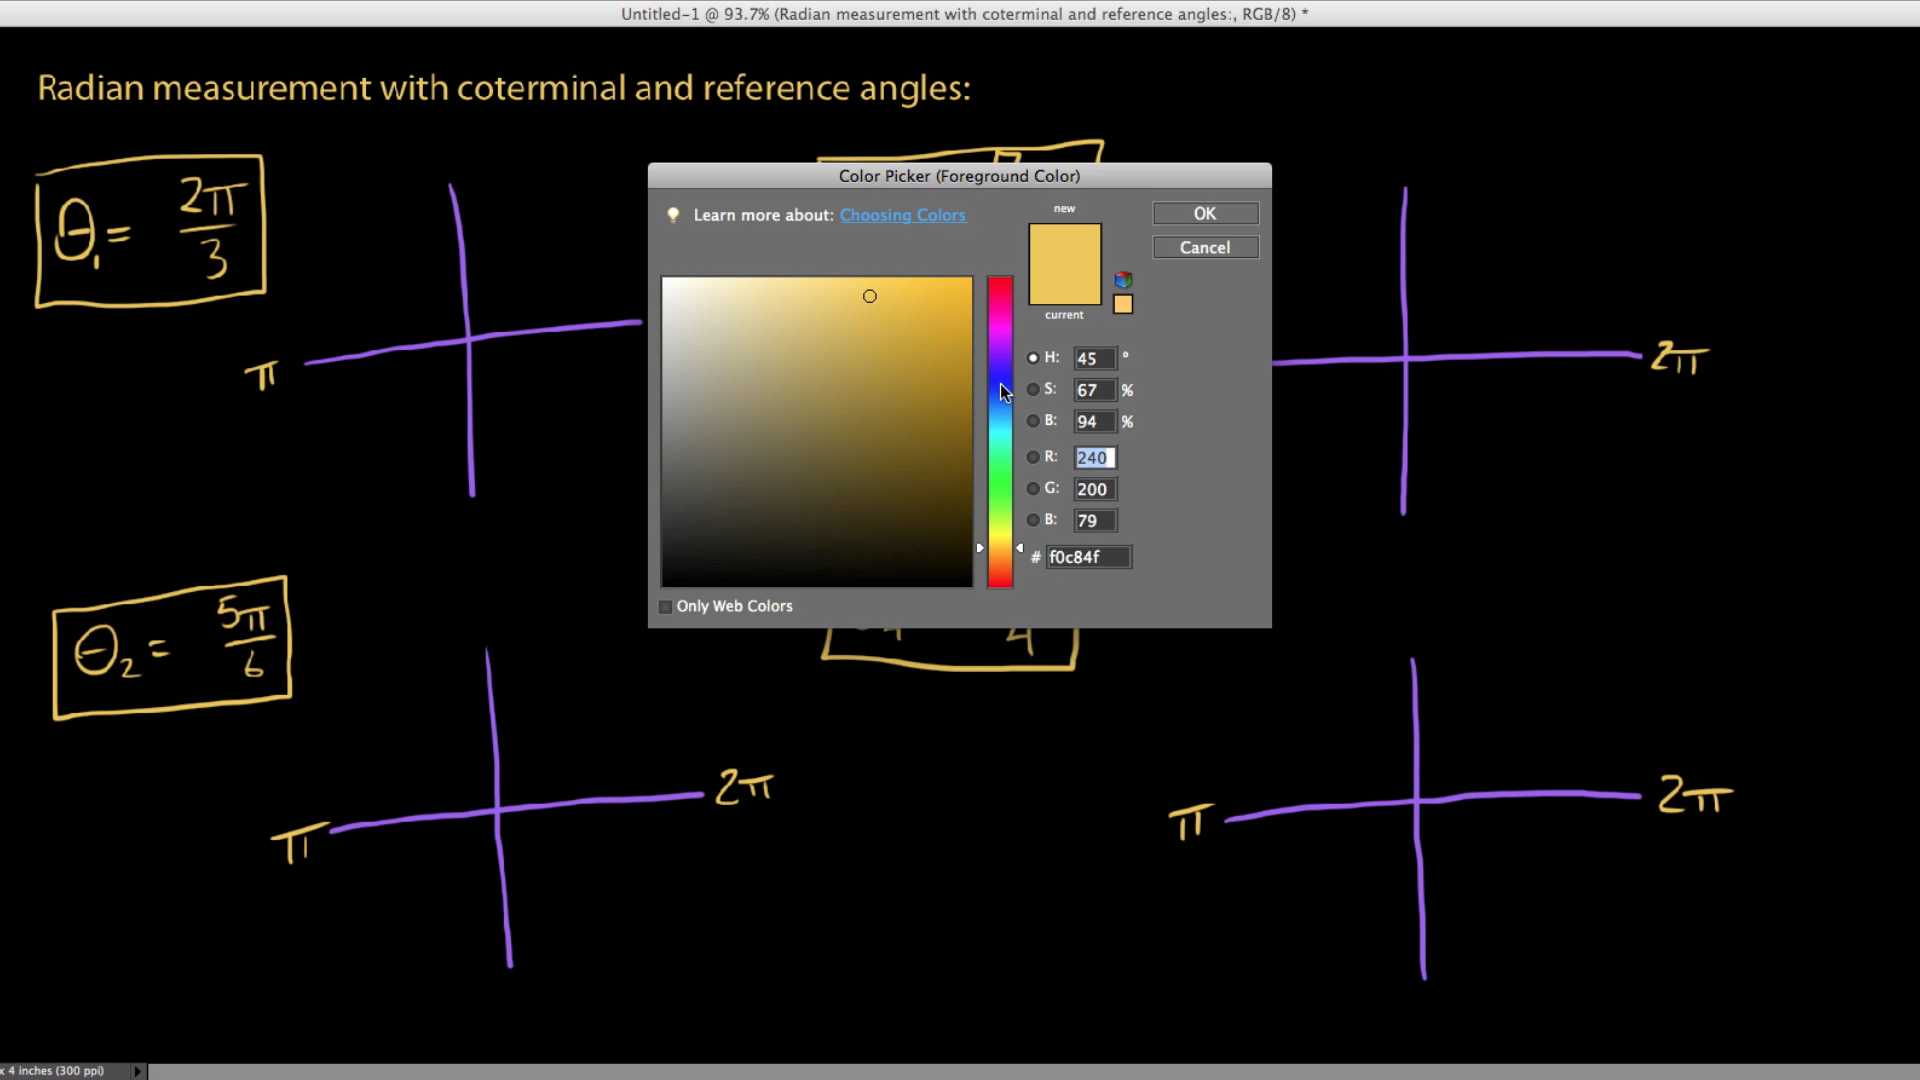 Untitled-1 @ 93.7% (Radian measurement with coterminal and reference angles:, RGB/8) *
Radian measurement with coterminal and reference angles:
θ₁ = 2π/3
π
2π
Color Picker (Foreground Color)
Learn more about: Choosing Colors
new
current
OK
Cancel
H: 45 °
S: 67 %
B: 94 %
R: 240
G: 200
B: 79
# f0c84f
Only Web Colors
θ₂ = 5π/6
4
π
2π
π
2π
x 4 inches (300 ppi)